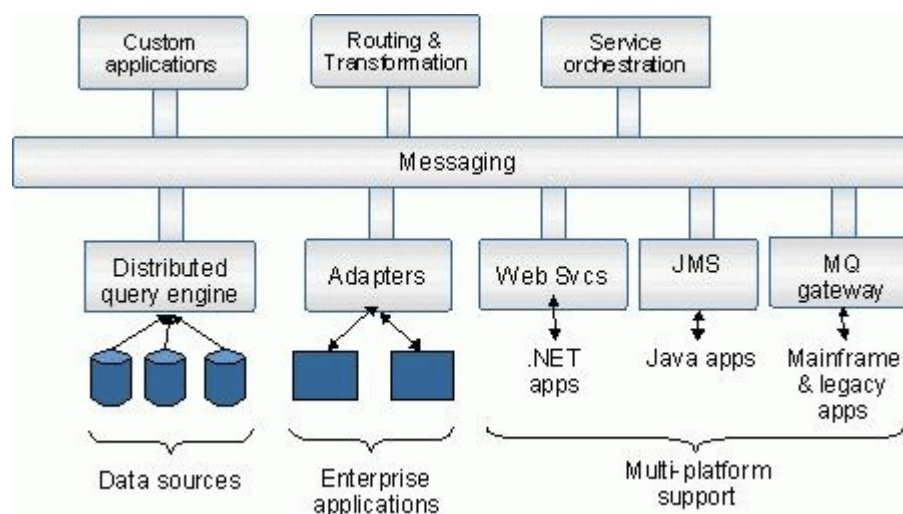 Custom
applications
Routing &
Transformation
Service
orchestration
Messaging
Distributed
query engine
Adapters
Web Svcs
JMS
MQ
gateway
.NET
apps
Java apps
Mainframe
& legacy
apps
Data sources
Enterprise
applications
Multi-platform
support